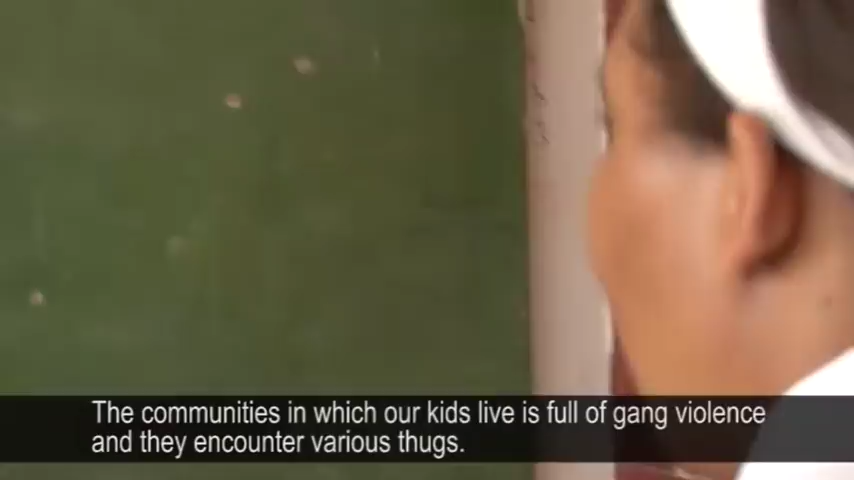 The communities in which our kids live is full of gang violence
and they encounter various thugs.